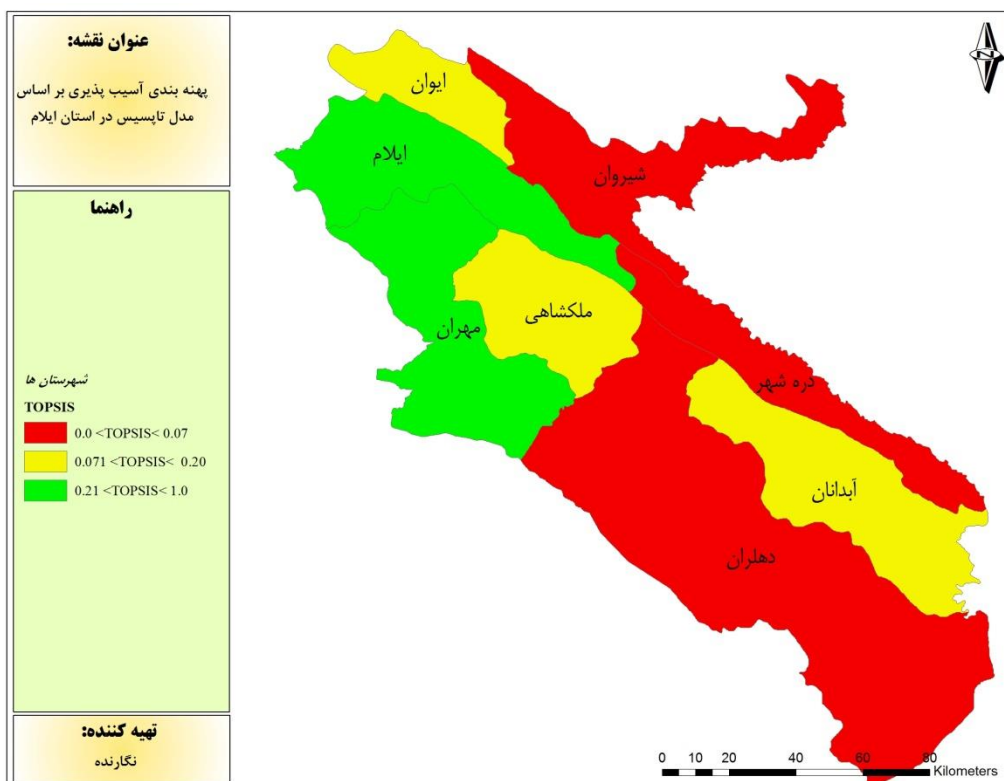 عنوان نقشه:
پهنه بندی آسیب پذیری بر اساس
مدل تاپسیس در استان ایلام
راهنما
شهرستان ها
TOPSIS
0.0 <TOPSIS< 0.07
0.071 <TOPSIS< 0.20
0.21 <TOPSIS< 1.0
تهیه کننده:
نگارنده
N
ایوان
ایلام
شیروان
ملکشاهی
مهران
دره شهر
آبدانان
دهلران
0 5 10 20 40 60 80
Kilometers